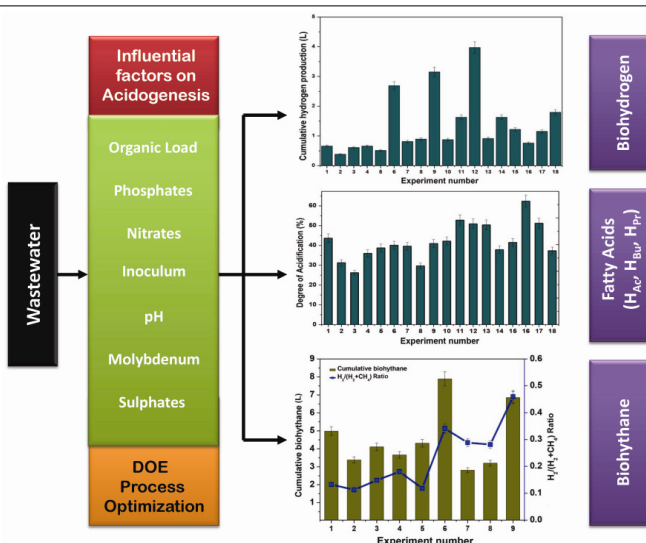 Wastewater
Influential
factors on
Acidogenesis
Organic Load
Phosphates
Nitrates
Inoculum
pH
Molybdenum
Sulphates
DOE
Process
Optimization
Cumulative hydrogen production (L)
5
4
3
2
1
0
1 2 3 4 5 6 7 8 9 10 11 12 13 14 15 16 17 18
Experiment number
Biohydrogen
Degree of Acidification (%)
60
50
40
30
20
10
0
1 2 3 4 5 6 7 8 9 10 11 12 13 14 15 16 17 18
Experiment number
Fatty Acids
(HAc, HBu, HPr)
Cumulative biohythane (L)
9
8
7
6
5
4
3
2
1
Cumulative biohythane
H2/(H2+CH4) Ratio
0.6
0.5
0.4
0.3
0.2
0.1
0.0
H2/(H2+CH4) Ratio
1 2 3 4 5 6 7 8 9
Experiment number
Biohythane